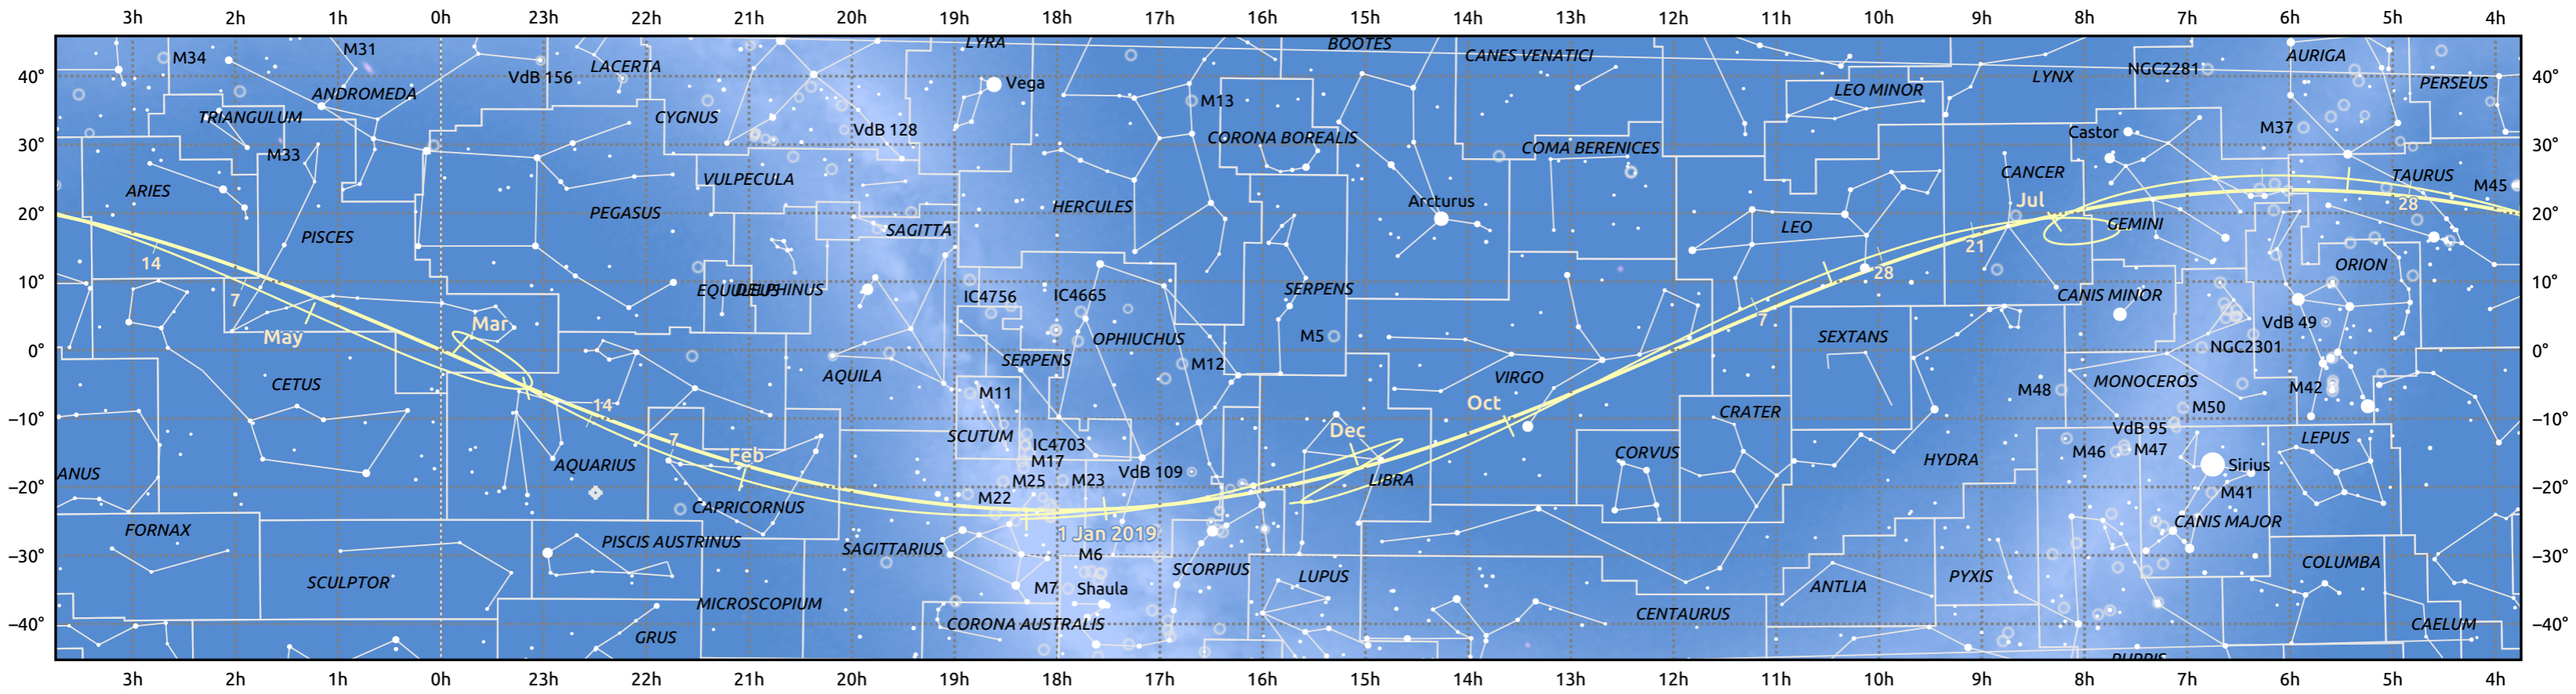 3h 2h 1h 0h 23h 22h 21h 20h 19h 18h 17h 16h 15h 14h 13h 12h 11h 10h 9h 8h 7h 6h 5h 4h
M34 M31 VdB 156 LACERTA LYRA BOOTES CANES VENATICI LYNX NGC2281 AURIGA
40° ANDROMEDA Vega LEO MINOR PERSEUS 40°
TRIANGULUM CYGNUS VdB 128 M13 CORONA BOREALIS Castor M37
30° M33 COMA BERENICES 30°
ARIES VULPECULA CANCER TAURUS M45
20° PISCES PEGASUS SAGITTA HERCULES Arcturus LEO Jul GEMINI 28 20°
14 21 28 ORION
10° 7 EQUULEUS DELPHINUS IC4756 IC4665 SERPENS 7 CANIS MINOR 10°
May Mar OPHIUCHUS M5 SEXTANS VdB 49
0° SERPENS M12 NGC2301 0°
CETUS AQUILA M11 VIRGO M48 MONOCEROS M42
−10° 14 Oct CRATER M50 −10°
7 Feb SCUTUM IC4703 Dec VdB 95 LEPUS
ANUS AQUARIUS M17 VdB 109 CORVUS HYDRA M46 M47 Sirius
−20° CAPRICORNUS M22 M25 M23 LIBRA M41 −20°
FORNAX PISCIS AUSTRINUS SAGITTARIUS 1 Jan 2019 CANIS MAJOR
−30° M6 −30°
SCULPTOR M7 Shaula SCORPIUS LUPUS ANTLIA PYXIS COLUMBA
MICROSCOPIUM CENTAURUS
−40° GRUS CORONA AUSTRALIS CAELUM −40°
PUPPIS
3h 2h 1h 0h 23h 22h 21h 20h 19h 18h 17h 16h 15h 14h 13h 12h 11h 10h 9h 8h 7h 6h 5h 4h